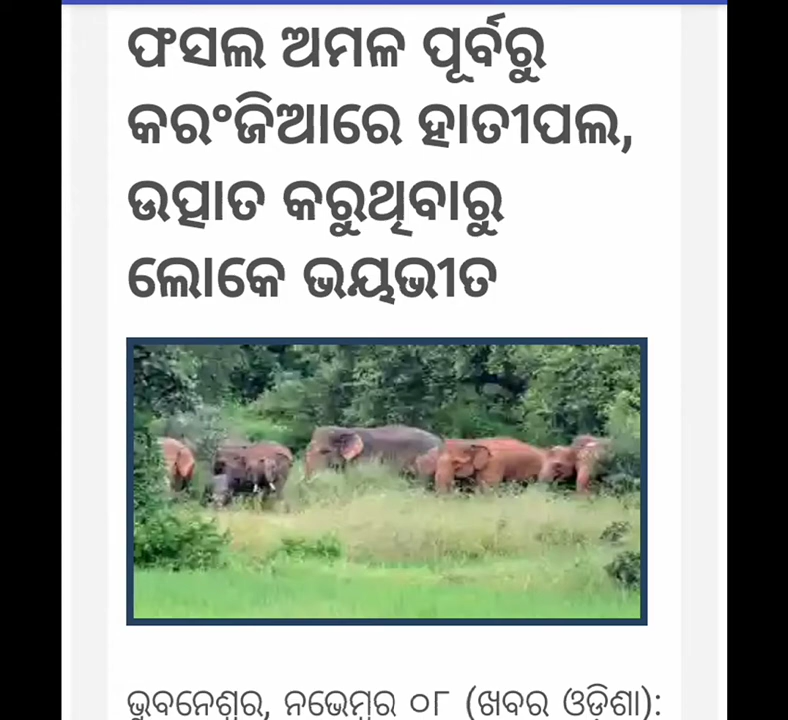 ଫସଲ ଅମଳ ପୂର୍ବରୁ
କରଂଜିଆରେ ହାତୀପଲ,
ଉତ୍ପାତ କରୁଥିବାରୁ
ଲୋକେ ଭୟଭୀତ
ଭୁବନେଶ୍ୱର, ନଭେମ୍ବର ୦୮ (ଖବର ଓଡ଼ିଶା):